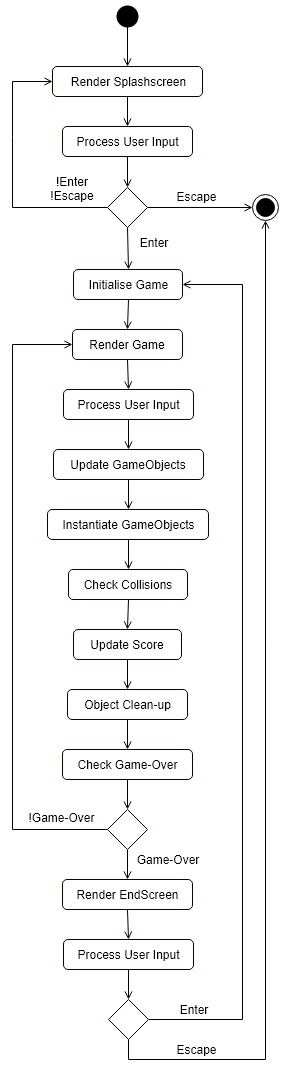 Render Splashscreen
Process User Input
!Enter
!Escape
Escape
Enter
Initialise Game
Render Game
Process User Input
Update GameObjects
Instantiate GameObjects
Check Collisions
Update Score
Object Clean-up
Check Game-Over
!Game-Over
Game-Over
Render EndScreen
Process User Input
Enter
Escape